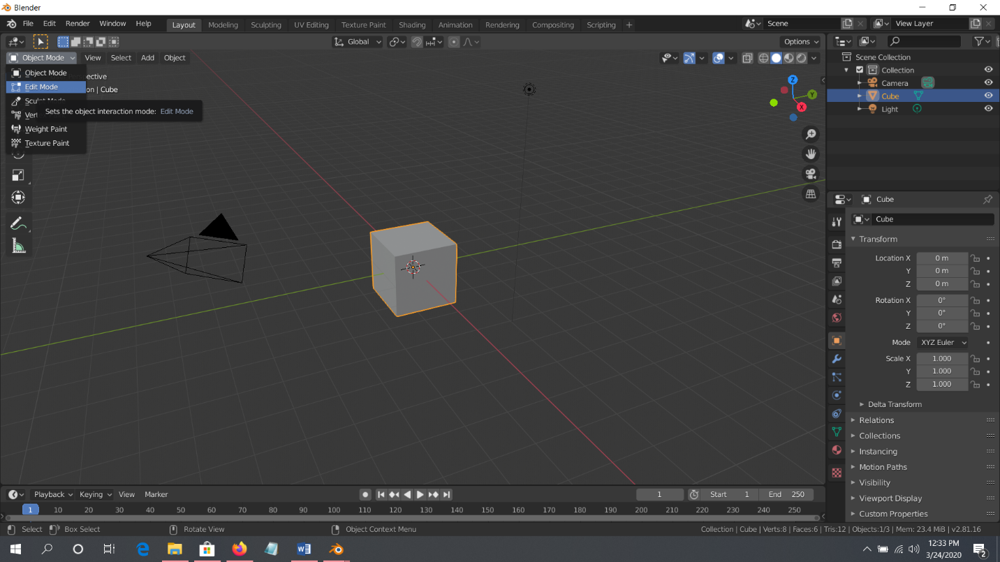 Blender
File Edit Render Window Help Layout Modeling Sculpting UV Editing Texture Paint Shading Animation Rendering Compositing Scripting + Scene View Layer
Global Options
Object Mode View Select Add Object
Object Mode
Edit Mode
Sculpt Mode
Sets the object interaction mode: Edit Mode
Vert
Weight Paint
Texture Paint
spective
on | Cube
Z
Y
X
Scene Collection
Collection
Camera
Cube
Light
Cube
Cube
Transform
Location X 0 m
Y 0 m
Z 0 m
Rotation X 0°
Y 0°
Z 0°
Mode XYZ Euler
Scale X 1.000
Y 1.000
Z 1.000
Delta Transform
Relations
Collections
Instancing
Motion Paths
Visibility
Viewport Display
Custom Properties
Playback Keying View Marker 1 Start 1 End 250
1 10 20 30 40 50 60 70 80 90 100 110 120 130 140 150 160 170 180 190 200 210 220 230 240 250
Select Box Select Rotate View Object Context Menu Collection | Cube | Verts:8 | Faces:6 | Tris:12 | Objects:1/3 | Mem: 23.4 MiB | v2.81.16
12:33 PM
3/24/2020
2